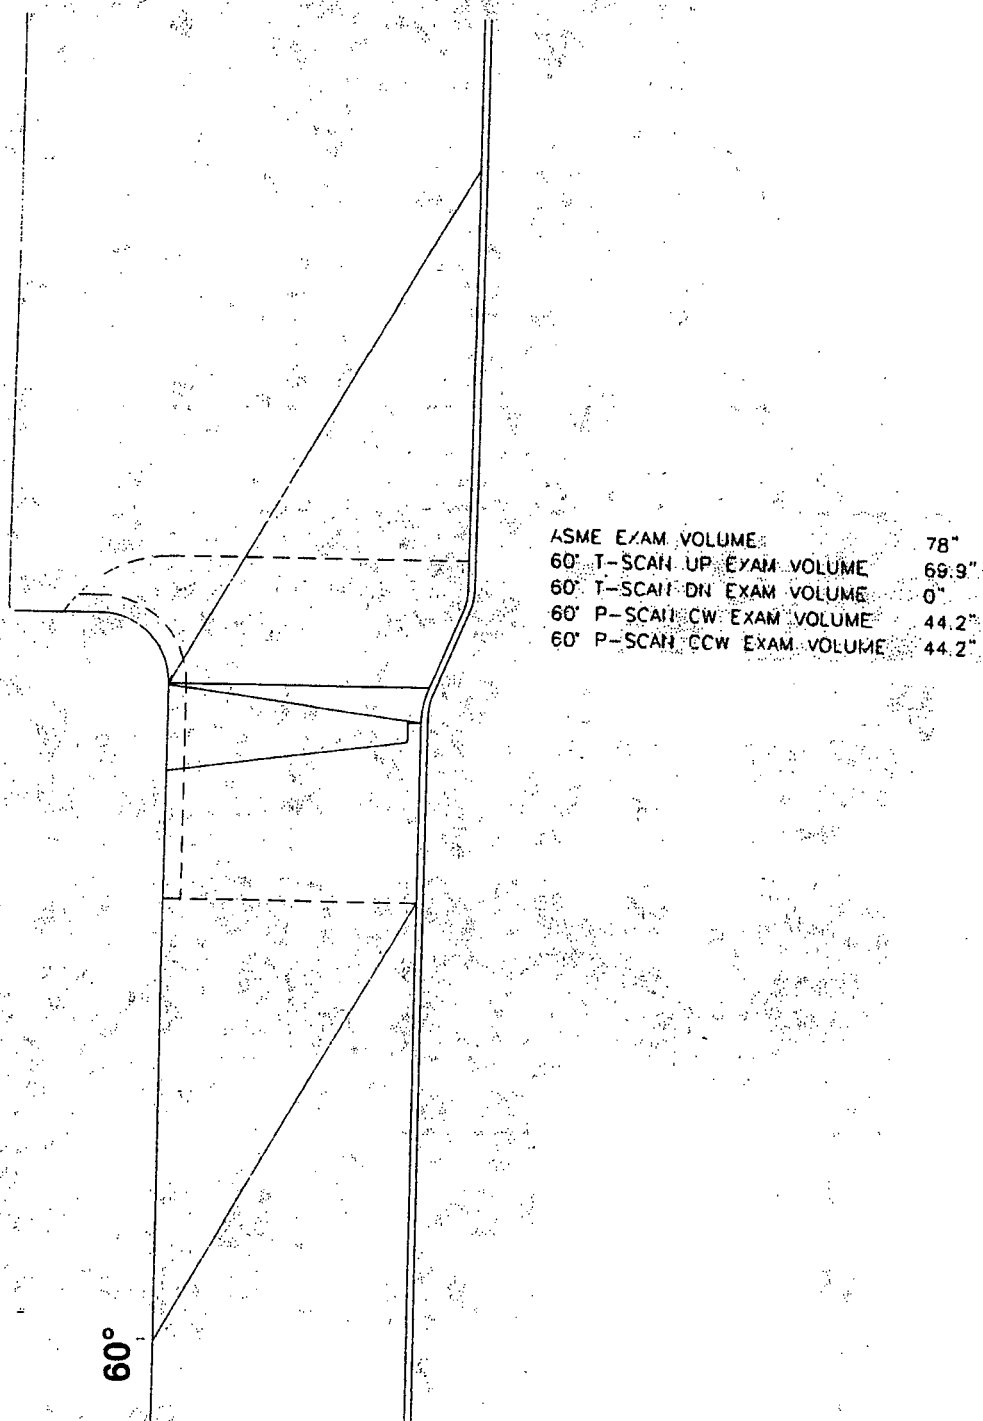 ASME EXAM VOLUME 78"
60° T-SCAN UP EXAM VOLUME 69.9"
60° T-SCAN DN EXAM VOLUME 0"
60° P-SCAN CW EXAM VOLUME 44.2"
60° P-SCAN CCW EXAM VOLUME 44.2"
60°